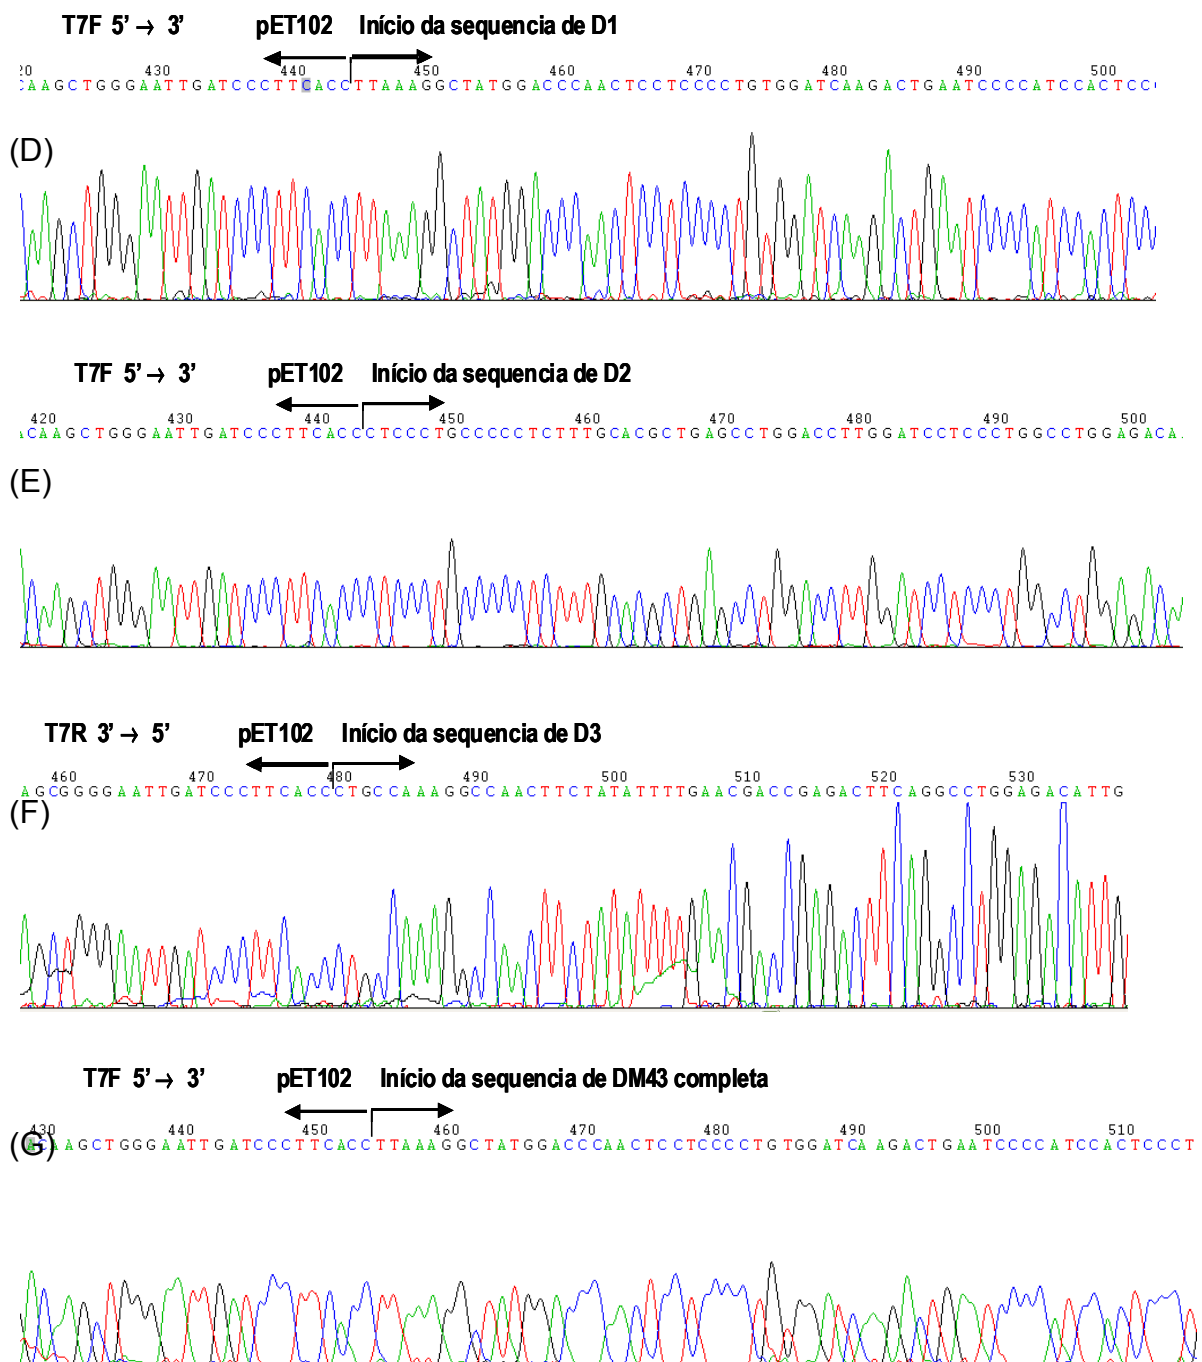 T7F 5' → 3' pET102 Início da sequencia de D1
20 430 440 450 460 470 480 490 500
CAAGCTGGGAATTGATCCCTTCACCTTAAAGGCTATGGACCCAACTCCTCCCCTGTGGATCAAGACTGAATCCCCATCCACTCC
(D)
T7F 5' → 3' pET102 Início da sequencia de D2
420 430 440 450 460 470 480 490 500
ACAAGCTGGGAATTGATCCCTTCACCCTCCCTGCCCCCTCTTTGCACGCTGAGCCTGGACCTTGGATCCTCCCTGGCCTGGAGACA
(E)
T7R 3' → 5' pET102 Início da sequencia de D3
460 470 480 490 500 510 520 530
AGCGGGGAATTGATCCCTTCACCCTGCCAAAGGCCAACTTCTATATTTTGAACGACCGAGACTTCAGGCCTGGAGACATTG
(F)
T7F 5' → 3' pET102 Início da sequencia de DM43 completa
430 440 450 460 470 480 490 500 510
ACAAGCTGGGAATTGATCCCTTCACCTTAAAGGCTATGGACCCAACTCCTCCCCTGTGGATCAAGACTGAATCCCCATCCACTCCCT
(G)